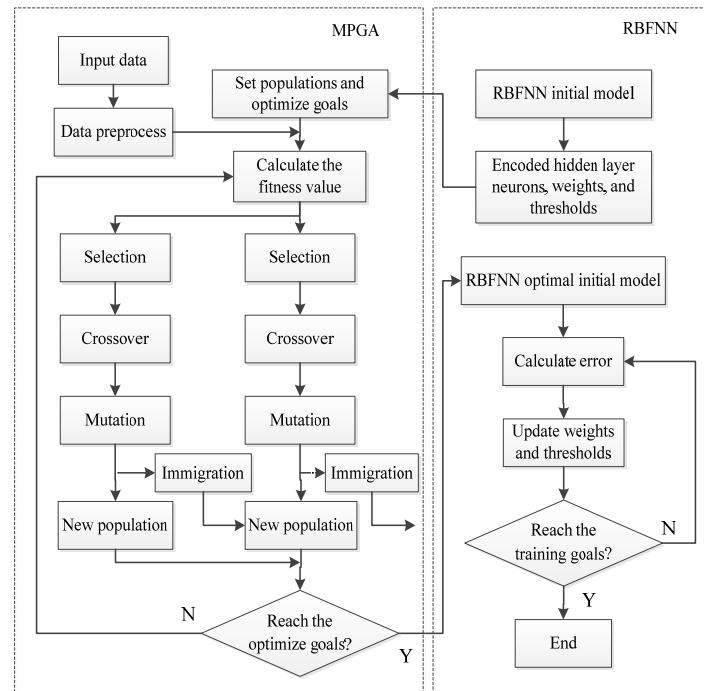 MPGA
Input data
Data preprocess
Set populations and
optimize goals
Calculate the
fitness value
Selection
Selection
Crossover
Crossover
Mutation
Mutation
Immigration
Immigration
New population
New population
N
Reach the
optimize goals?
Y
RBFNN
RBFNN initial model
Encoded hidden layer
neurons, weights, and
thresholds
RBFNN optimal initial model
Calculate error
Update weights
and thresholds
Reach the
training goals?
N
Y
End